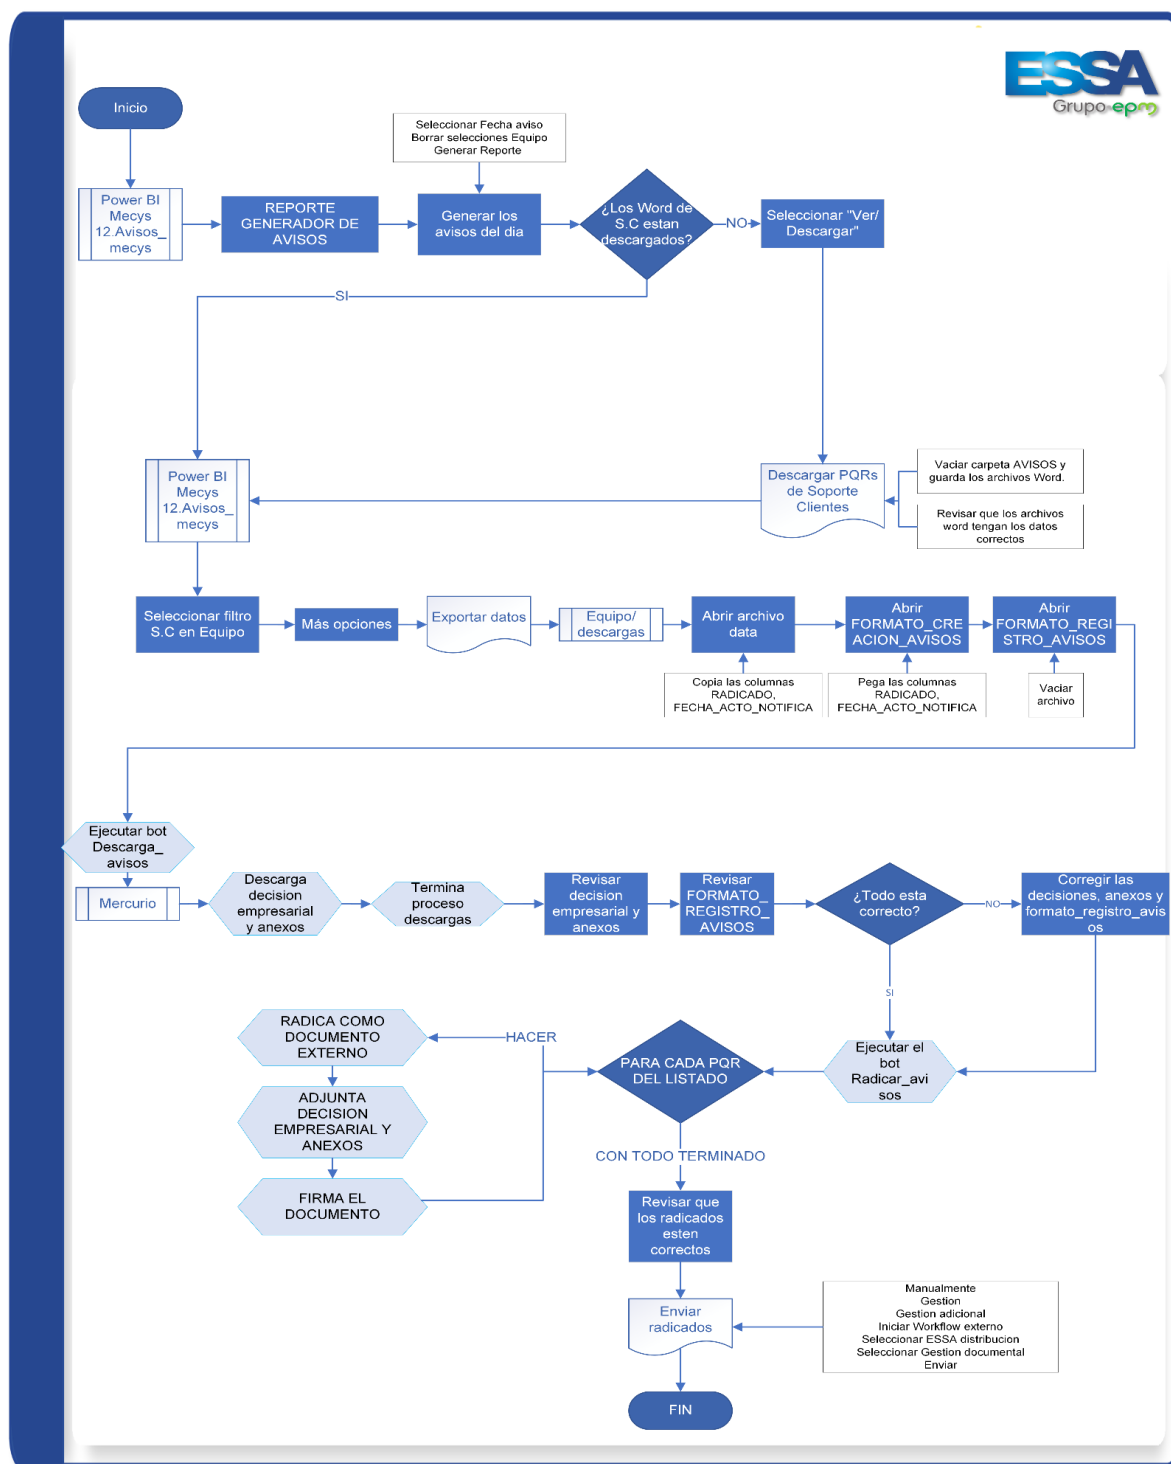 ESSA
Grupo·epm
Inicio
Seleccionar Fecha aviso
Borrar selecciones Equipo
Generar Reporte
Power BI
Mecys
12.Avisos_
mecys
REPORTE
GENERADOR DE
AVISOS
Generar los
avisos del dia
¿Los Word de
S.C estan
descargados?
NO
Seleccionar "Ver/
Descargar"
SI
Power BI
Mecys
12.Avisos_
mecys
Descargar PQRs
de Soporte
Clientes
Vaciar carpeta AVISOS y
guarda los archivos Word.
Revisar que los archivos
word tengan los datos
correctos
Seleccionar filtro
S.C en Equipo
Más opciones
Exportar datos
Equipo/
descargas
Abrir archivo
data
Abrir
FORMATO_CRE
ACION_AVISOS
Abrir
FORMATO_REGI
STRO_AVISOS
Copia las columnas
RADICADO,
FECHA_ACTO_NOTIFICA
Pega las columnas
RADICADO,
FECHA_ACTO_NOTIFICA
Vaciar
archivo
Ejecutar bot
Descarga_
avisos
Mercurio
Descarga
decision
empresarial
y anexos
Termina
proceso
descargas
Revisar
decision
empresarial y
anexos
Revisar
FORMATO_
REGISTRO_
AVISOS
¿Todo esta
correcto?
NO
Corregir las
decisiones, anexos y
formato_registro_avis
os
SI
RADICA COMO
DOCUMENTO
EXTERNO
HACER
PARA CADA PQR
DEL LISTADO
Ejecutar el
bot
Radicar_avi
sos
ADJUNTA
DECISION
EMPRESARIAL Y
ANEXOS
CON TODO TERMINADO
FIRMA EL
DOCUMENTO
Revisar que
los radicados
esten
correctos
Enviar
radicados
Manualmente
Gestion
Gestion adicional
Iniciar Workflow externo
Seleccionar ESSA distribucion
Seleccionar Gestion documental
Enviar
FIN